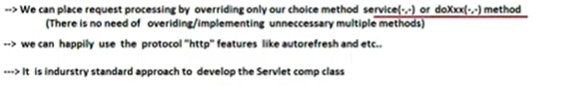 --> We can place request processing by overriding only our choice method service(-,-) or doXxx(-,-) method
(There is no need of overiding/implementing unneccessary multiple methods)
--> we can happily use the protocol "http" features like autorefresh and etc..
---> It is indurstry standard approach to develop the Servlet comp class